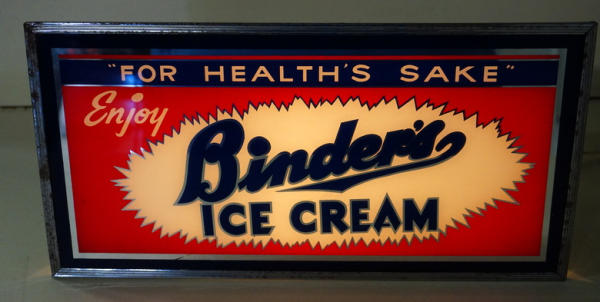 "FOR HEALTH'S SAKE"
Enjoy
Binder's
ICE CREAM